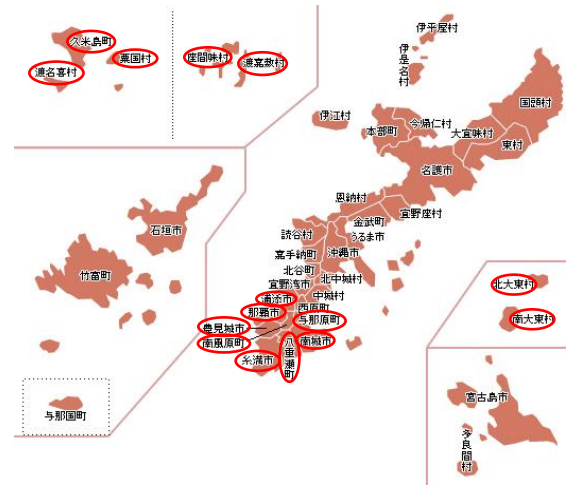 伊平屋村
伊是名村
久米島町
粟国村
渡名喜村
座間味村
渡嘉敷村
国頭村
伊江村
今帰仁村
本部町
大宜味村
東村
名護市
恩納村
宜野座村
金武町
うるま市
石垣市
竹富町
与那国町
読谷村
沖縄市
嘉手納町
北谷町
北中城村
宜野湾市
中城村
浦添市
西原町
那覇市
与那原町
豊見城市
南風原町
南城市
糸満市
八重瀬町
北大東村
南大東村
宮古島市
多良間村